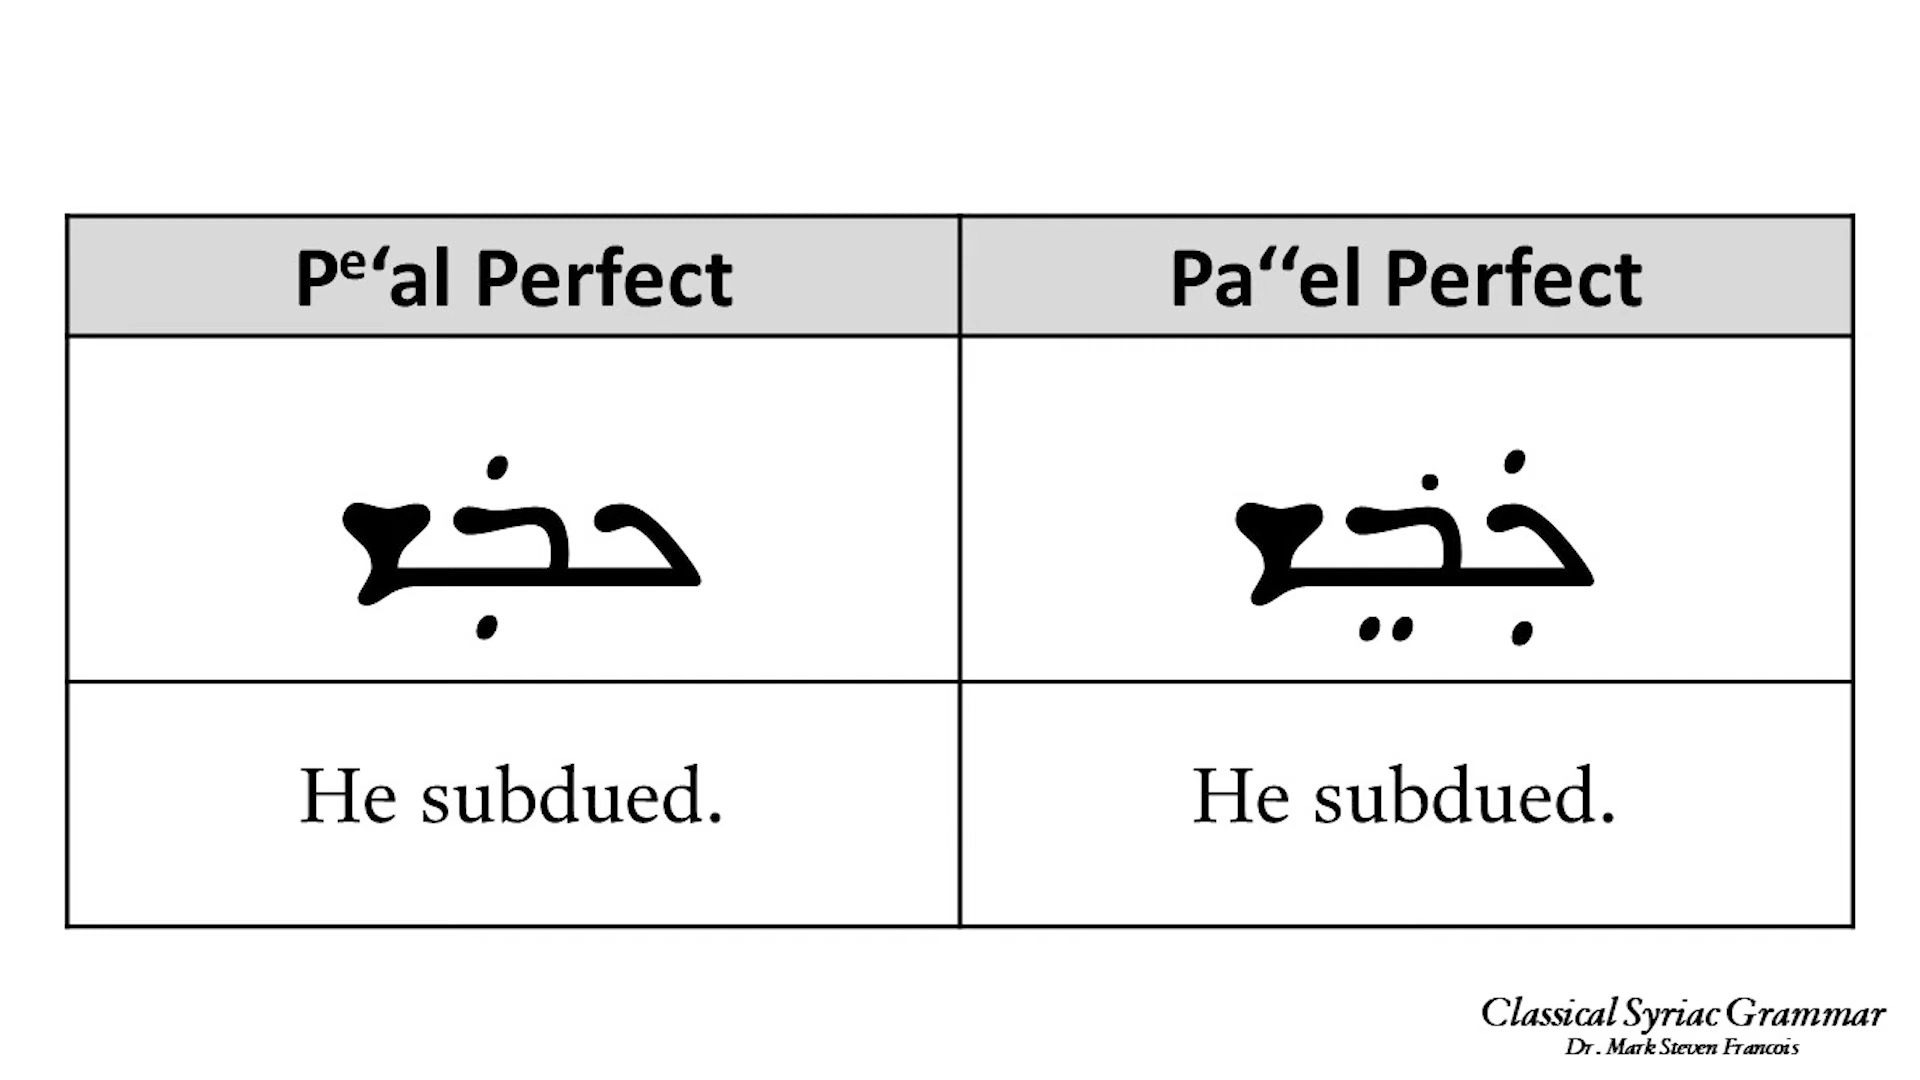 Pᵉ‘al Perfect
Pa‘‘el Perfect
ܟܒܲܫ
ܟܲܒܸ݁ܫ
He subdued.
He subdued.
Classical Syriac Grammar
Dr. Mark Steven Francois